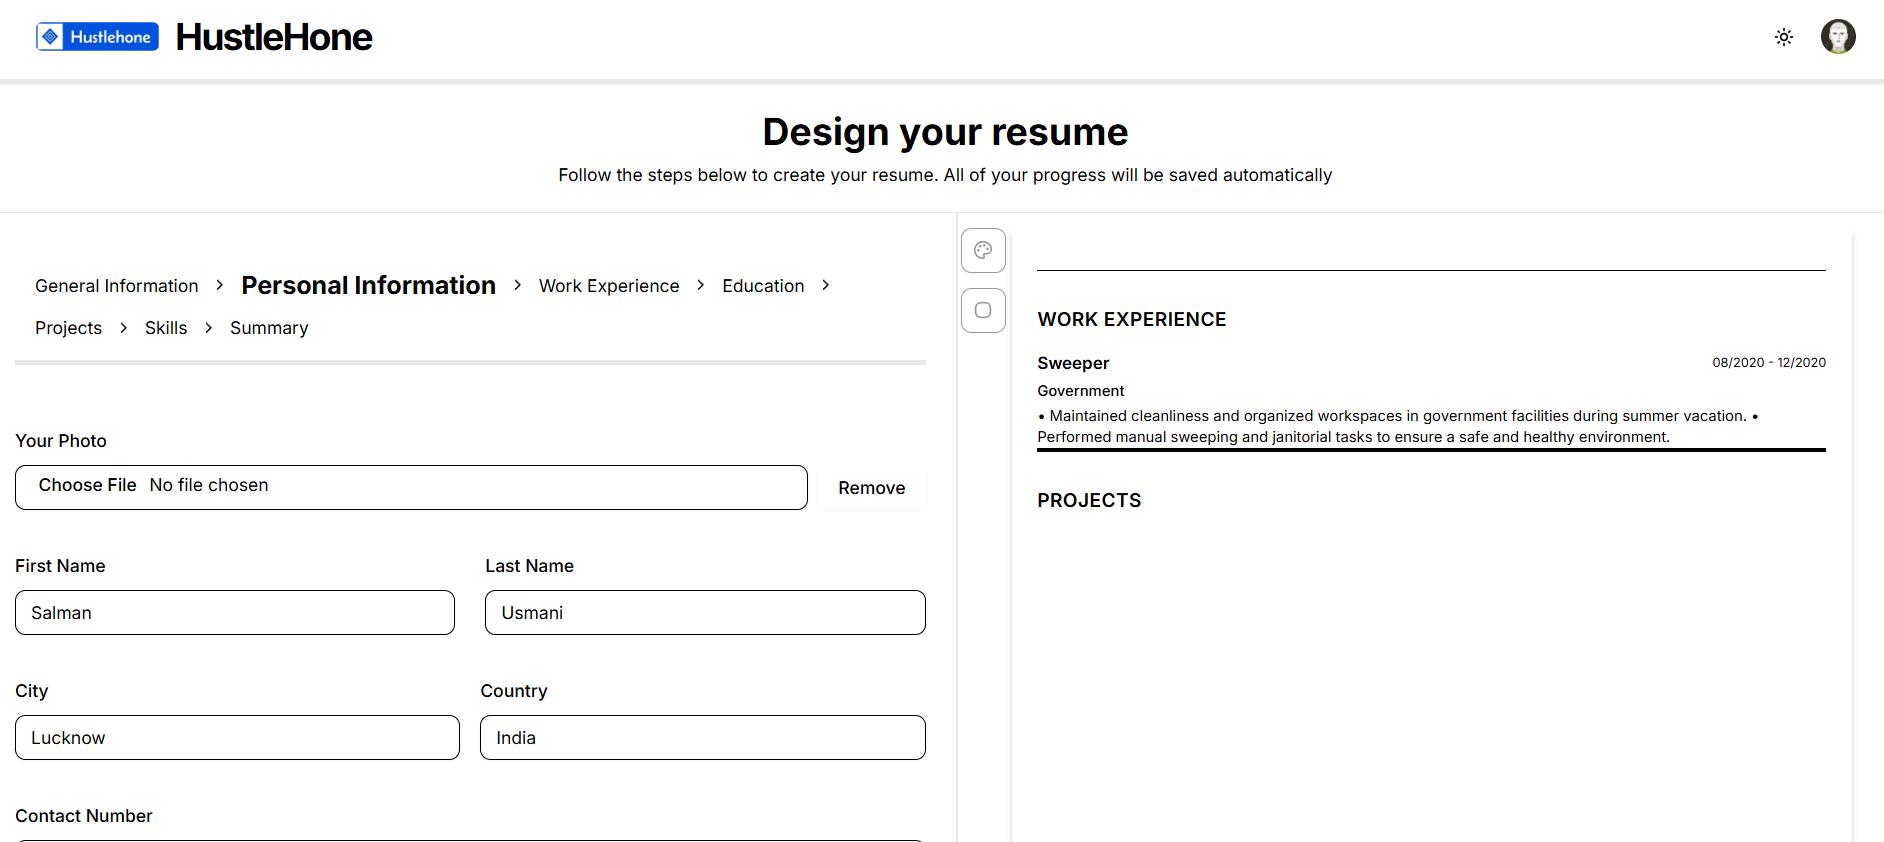 Hustlehone HustleHone
Design your resume
Follow the steps below to create your resume. All of your progress will be saved automatically
General Information > Personal Information > Work Experience > Education >
Projects > Skills > Summary
Your Photo
Choose File No file chosen
Remove
First Name
Last Name
Salman
Usmani
City
Country
Lucknow
India
Contact Number
WORK EXPERIENCE
Sweeper
08/2020 - 12/2020
Government
• Maintained cleanliness and organized workspaces in government facilities during summer vacation. •
Performed manual sweeping and janitorial tasks to ensure a safe and healthy environment.
PROJECTS